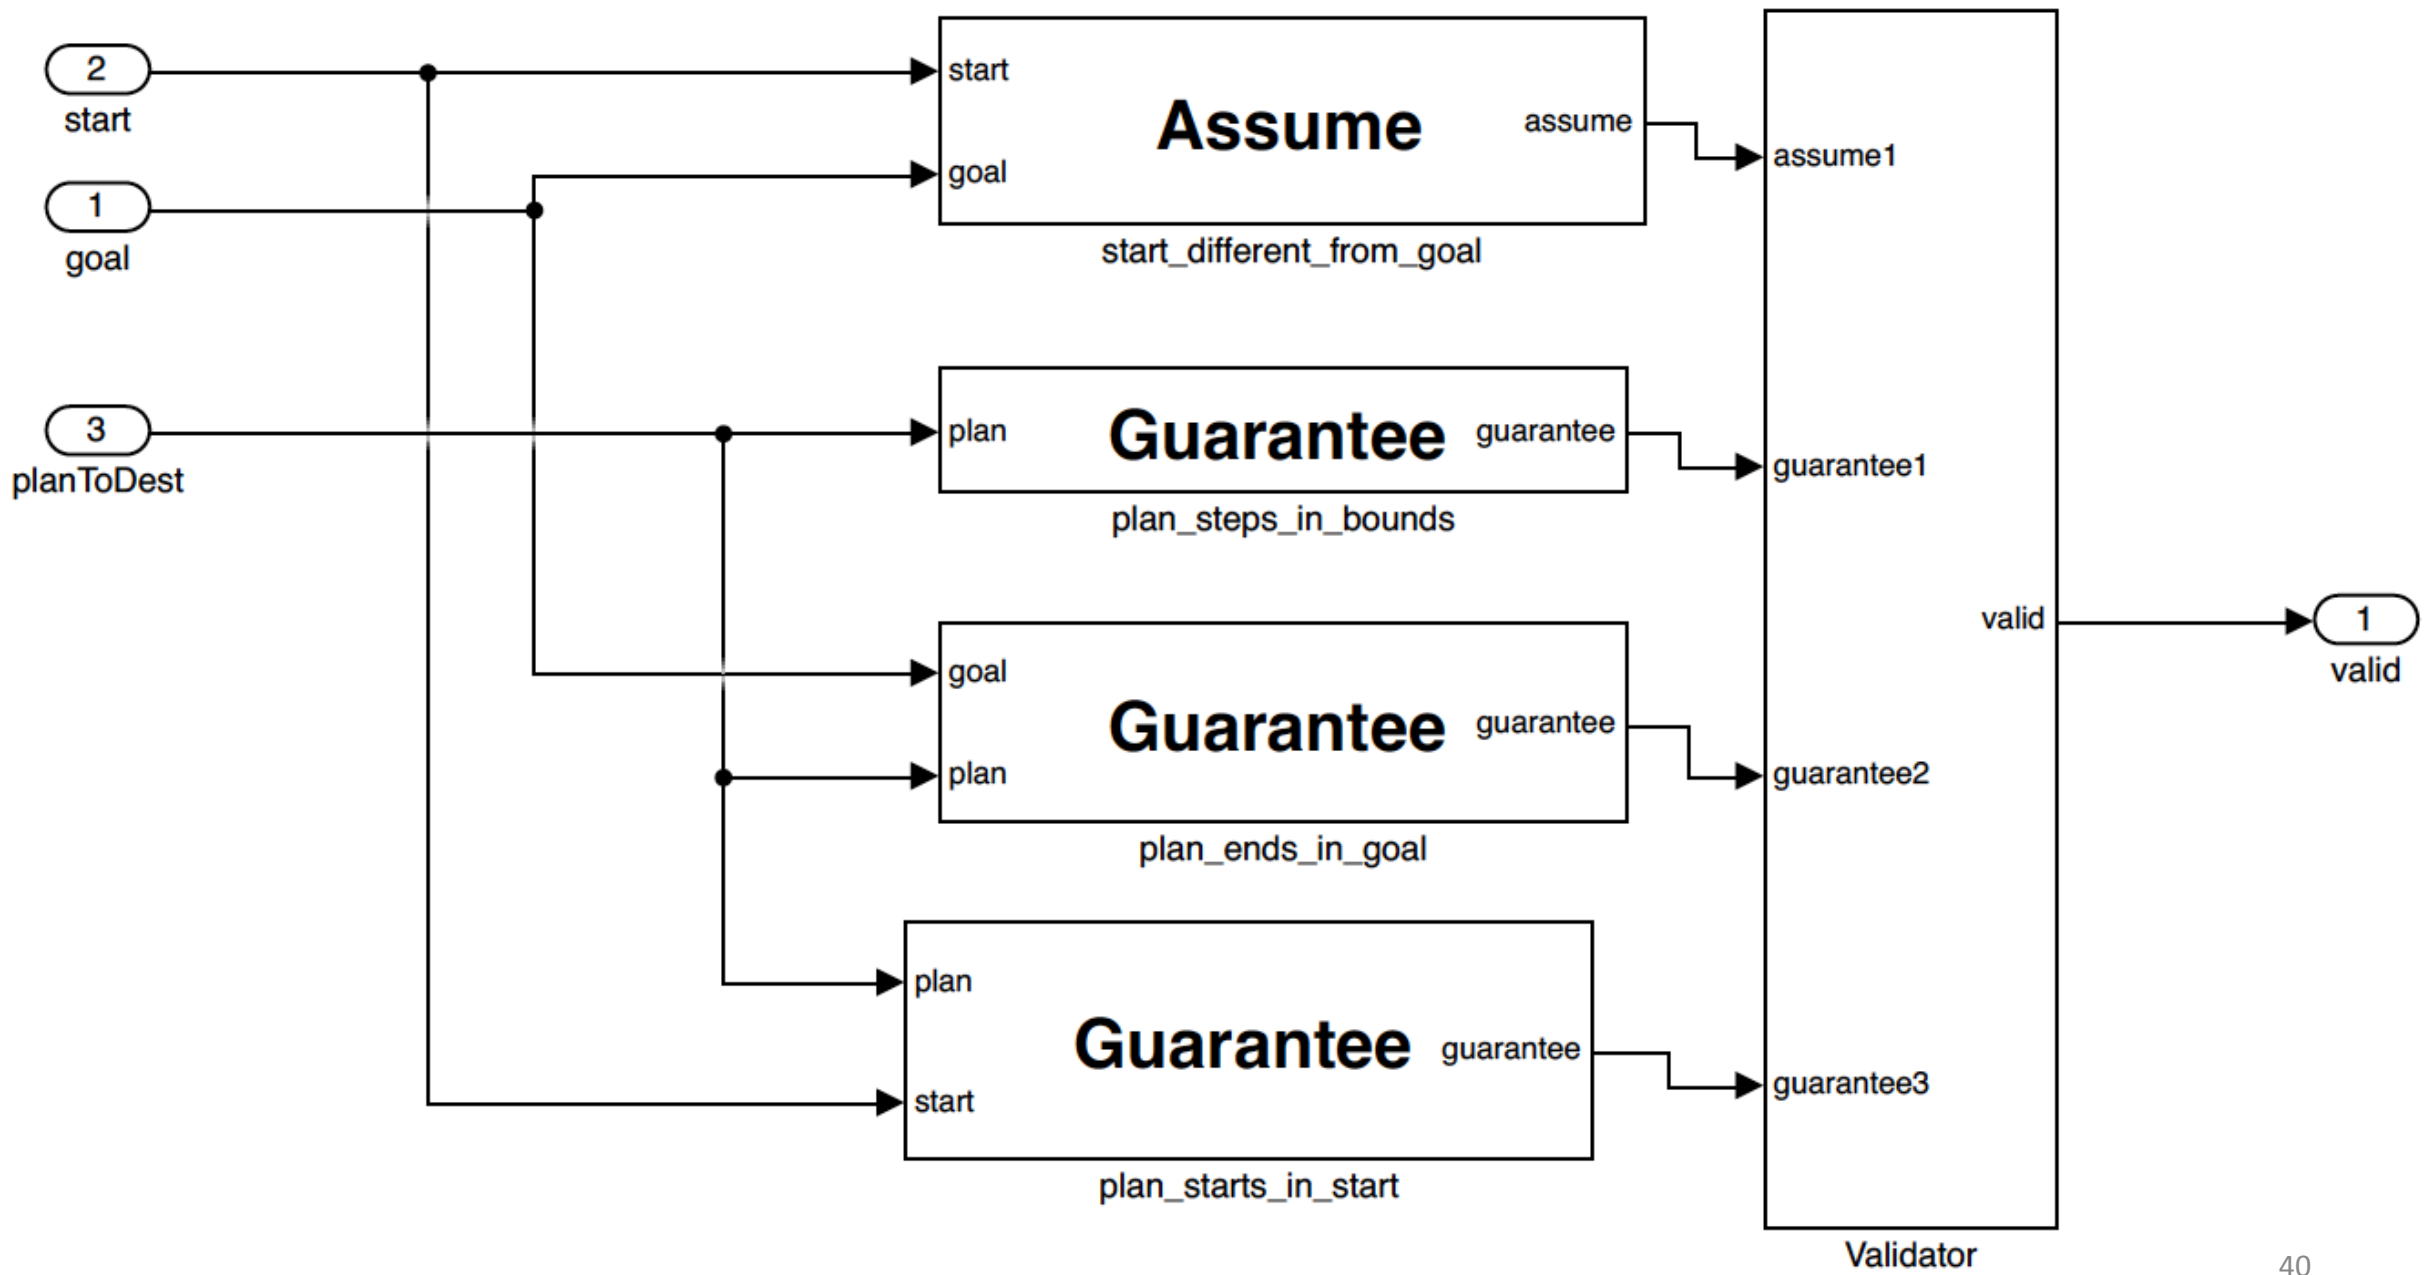 2
start
1
goal
3
planToDest
start
goal
Assume
assume
start_different_from_goal
plan
Guarantee
guarantee
plan_steps_in_bounds
goal
plan
Guarantee
guarantee
plan_ends_in_goal
plan
start
Guarantee
guarantee
plan_starts_in_start
assume1
guarantee1
guarantee2
guarantee3
valid
Validator
1
valid
40